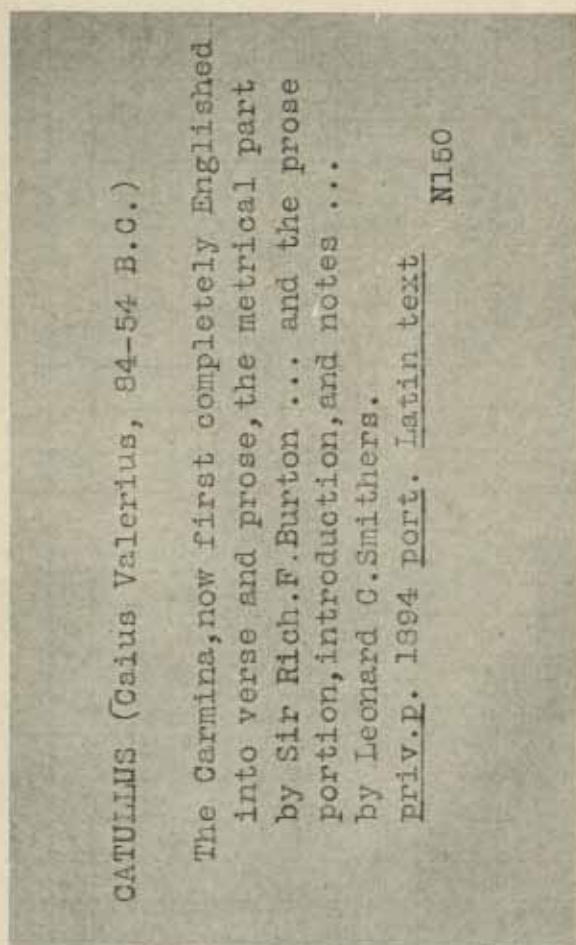 CATULLUS (Caius Valerius, 84-54 B.C.)
The Carmina,now first completely Englished
into verse and prose,the metrical part
by Sir Rich.F.Burton ... and the prose
portion,introduction,and notes ...
by Leonard C.Smithers.
priv.p. 1894 port. Latin text
N150